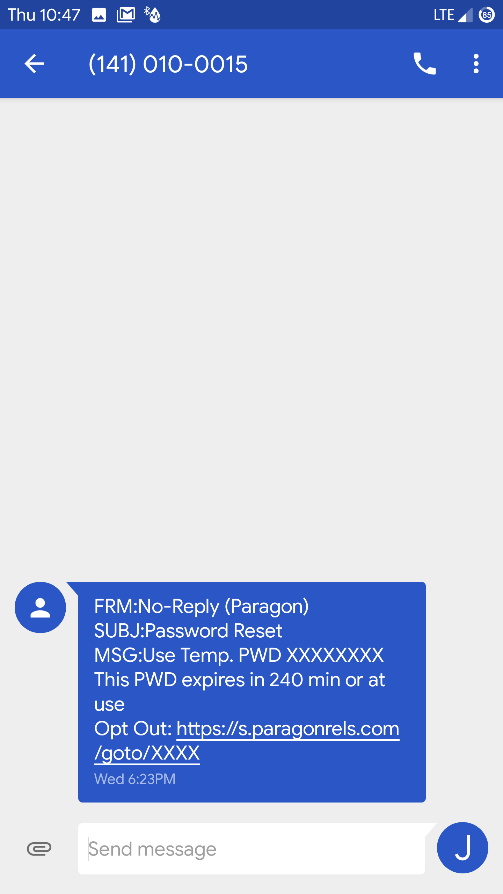 Thu 10:47 LTE 85
(141) 010-0015
FRM:No-Reply (Paragon)
SUBJ:Password Reset
MSG:Use Temp. PWD XXXXXXXX
This PWD expires in 240 min or at
use
Opt Out: https://s.paragonrels.com
/goto/XXXX
Wed 6:23PM
Send message
J